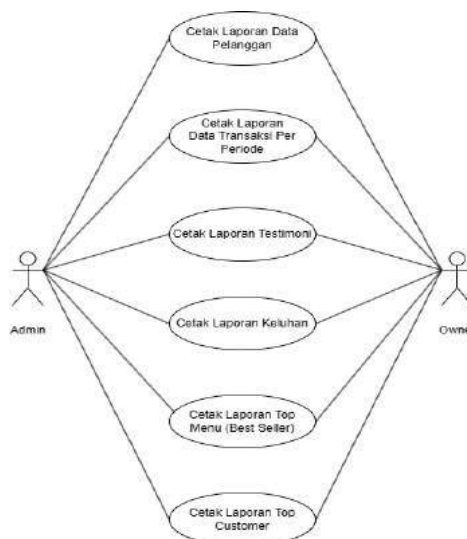 Cetak Laporan Data
Pelanggan
Cetak Laporan
Data Transaksi Per
Periode
Cetak Laporan Testimoni
Admin
Owne
Cetak Laporan Keluhan
Cetak Laporan Top
Menu (Best Seller)
Cetak Laporan Top
Customer